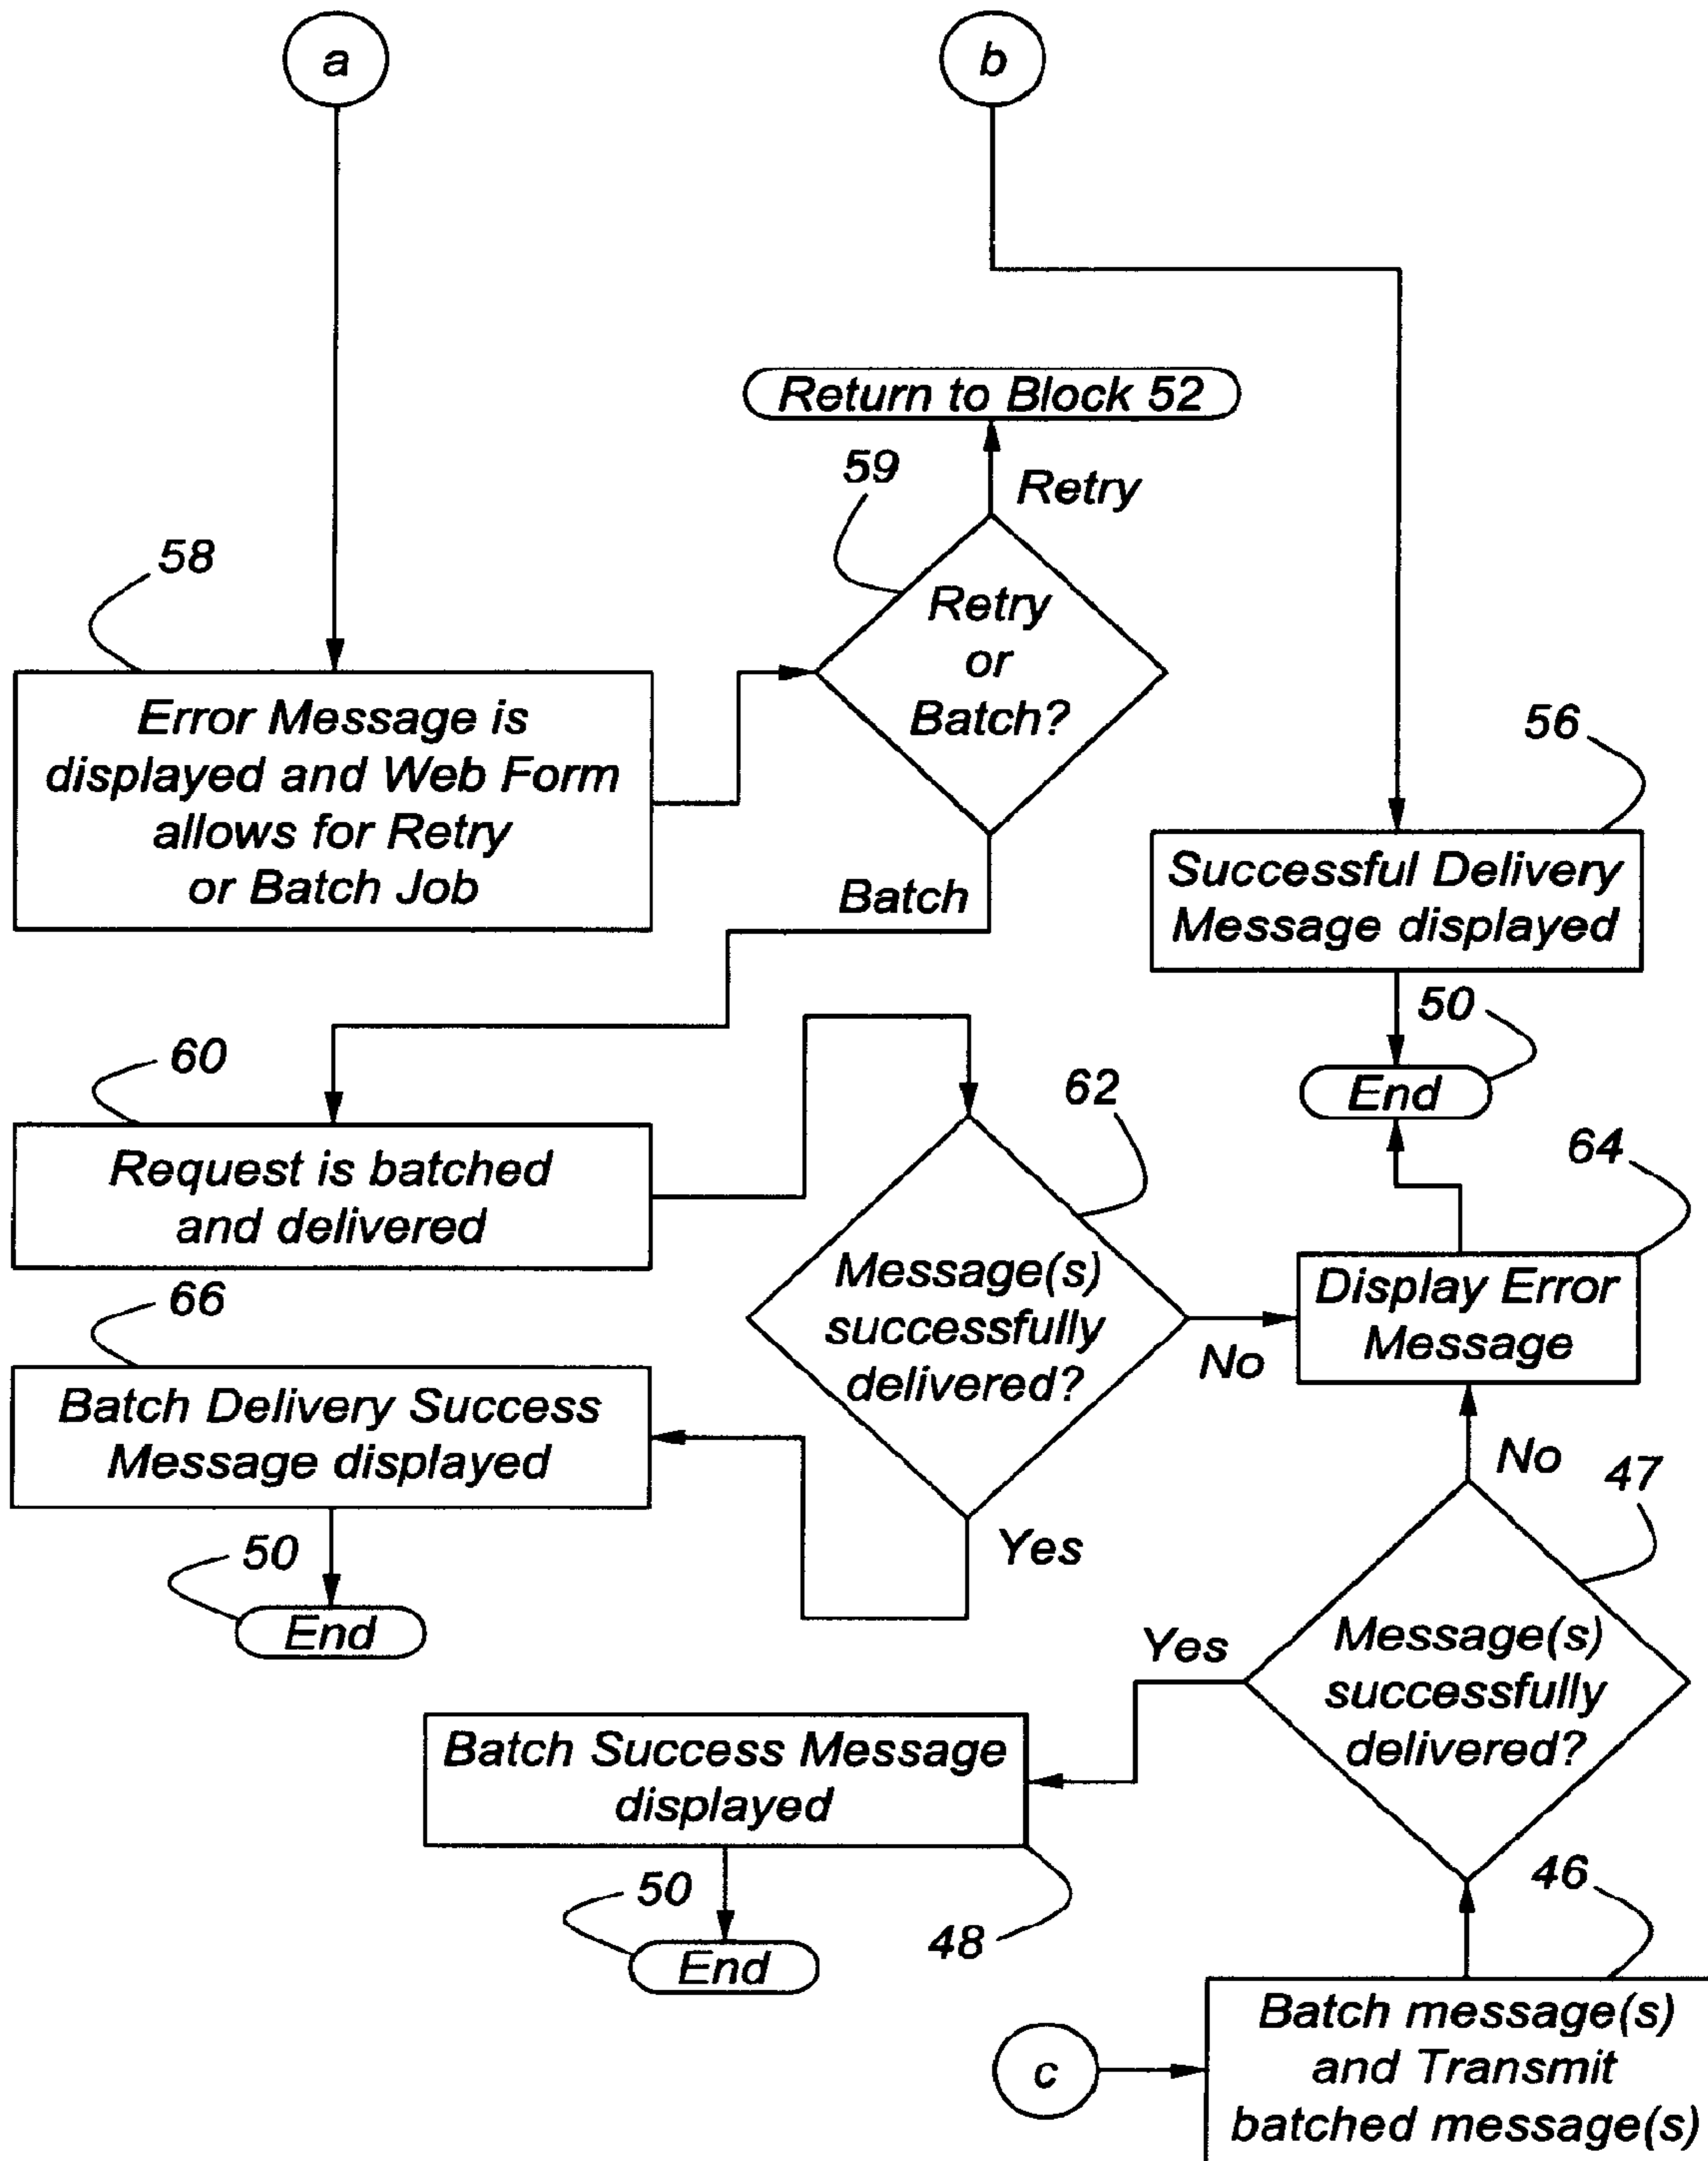 a
b
Return to Block 52
59
Retry
58
Retry
or
Batch?
Error Message is
displayed and Web Form
allows for Retry
or Batch Job
56
Batch
Successful Delivery
Message displayed
50
End
60
62
Request is batched
and delivered
64
Message(s)
successfully
delivered?
No
Display Error
Message
66
Batch Delivery Success
Message displayed
No
47
Yes
50
End
Yes
Message(s)
successfully
delivered?
Batch Success Message
displayed
50
End
48
46
c
Batch message(s)
and Transmit
batched message(s)